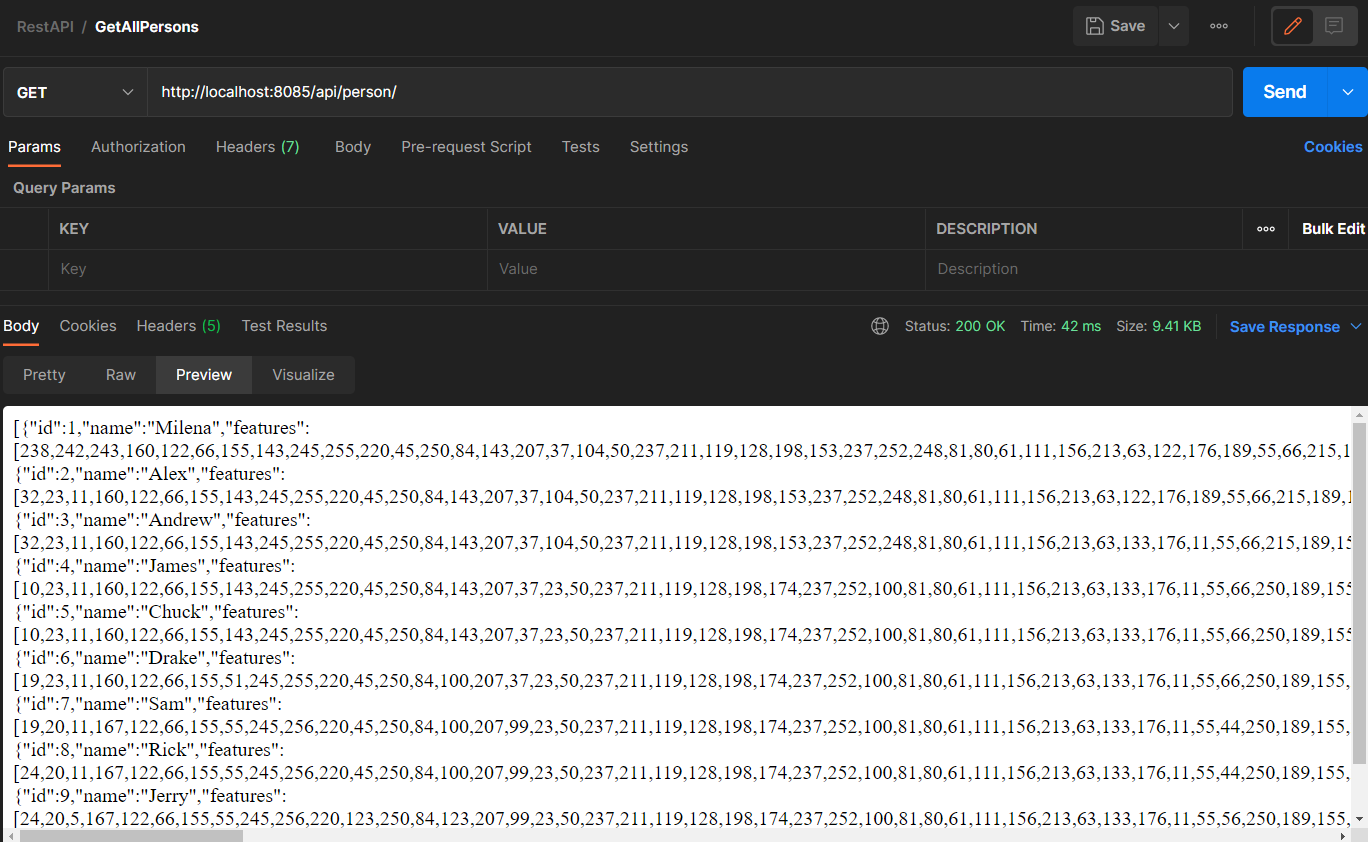 RestAPI / GetAllPersons Save
GET http://localhost:8085/api/person/ Send
Params Authorization Headers (7) Body Pre-request Script Tests Settings Cookies
Query Params
KEY VALUE DESCRIPTION Bulk Edit
Key Value Description
Body Cookies Headers (5) Test Results Status: 200 OK Time: 42 ms Size: 9.41 KB Save Response
Pretty Raw Preview Visualize
[{"id":1,"name":"Milena","features":
[238,242,243,160,122,66,155,143,245,255,220,45,250,84,143,207,37,104,50,237,211,119,128,198,153,237,252,248,81,80,61,111,156,213,63,122,176,189,55,66,215,1
{"id":2,"name":"Alex","features":
[32,23,11,160,122,66,155,143,245,255,220,45,250,84,143,207,37,104,50,237,211,119,128,198,153,237,252,248,81,80,61,111,156,213,63,122,176,189,55,66,215,189,1
{"id":3,"name":"Andrew","features":
[32,23,11,160,122,66,155,143,245,255,220,45,250,84,143,207,37,104,50,237,211,119,128,198,153,237,252,248,81,80,61,111,156,213,63,133,176,11,55,66,215,189,15
{"id":4,"name":"James","features":
[10,23,11,160,122,66,155,143,245,255,220,45,250,84,143,207,37,23,50,237,211,119,128,198,174,237,252,100,81,80,61,111,156,213,63,133,176,11,55,66,250,189,155
{"id":5,"name":"Chuck","features":
[10,23,11,160,122,66,155,143,245,255,220,45,250,84,143,207,37,23,50,237,211,119,128,198,174,237,252,100,81,80,61,111,156,213,63,133,176,11,55,66,250,189,155
{"id":6,"name":"Drake","features":
[19,23,11,160,122,66,155,51,245,255,220,45,250,84,100,207,37,23,50,237,211,119,128,198,174,237,252,100,81,80,61,111,156,213,63,133,176,11,55,66,250,189,155,
{"id":7,"name":"Sam","features":
[19,20,11,167,122,66,155,55,245,256,220,45,250,84,100,207,99,23,50,237,211,119,128,198,174,237,252,100,81,80,61,111,156,213,63,133,176,11,55,44,250,189,155,
{"id":8,"name":"Rick","features":
[24,20,11,167,122,66,155,55,245,256,220,45,250,84,100,207,99,23,50,237,211,119,128,198,174,237,252,100,81,80,61,111,156,213,63,133,176,11,55,44,250,189,155,
{"id":9,"name":"Jerry","features":
[24,20,5,167,122,66,155,55,245,256,220,123,250,84,123,207,99,23,50,237,211,119,128,198,174,237,252,100,81,80,61,111,156,213,63,133,176,11,55,56,250,189,155,